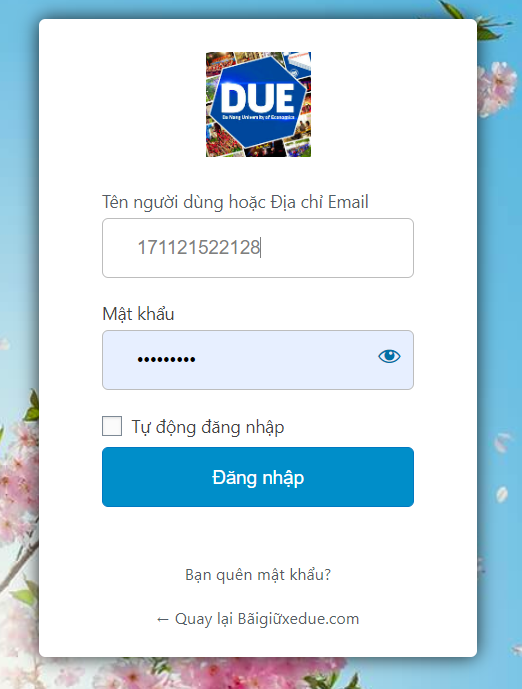 DUE
Da Nang University of Economics
Tên người dùng hoặc Địa chỉ Email
171121522128
Mật khẩu
•••••••••
Tự động đăng nhập
Đăng nhập
Bạn quên mật khẩu?
← Quay lại Bãigiữxedue.com